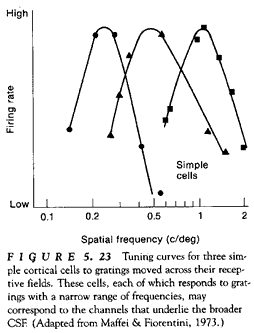 High
Firing rate
Simple
cells
Low
0.1 0.2 0.5 1 2
Spatial frequency (c/deg)
FIGURE 5. 23 Tuning curves for three sim-
ple cortical cells to gratings moved across their recep-
tive fields. These cells, each of which responds to grat-
ings with a narrow range of frequencies, may
correspond to the channels that underlie the broader
CSF. (Adapted from Maffei & Fiorentini, 1973.)